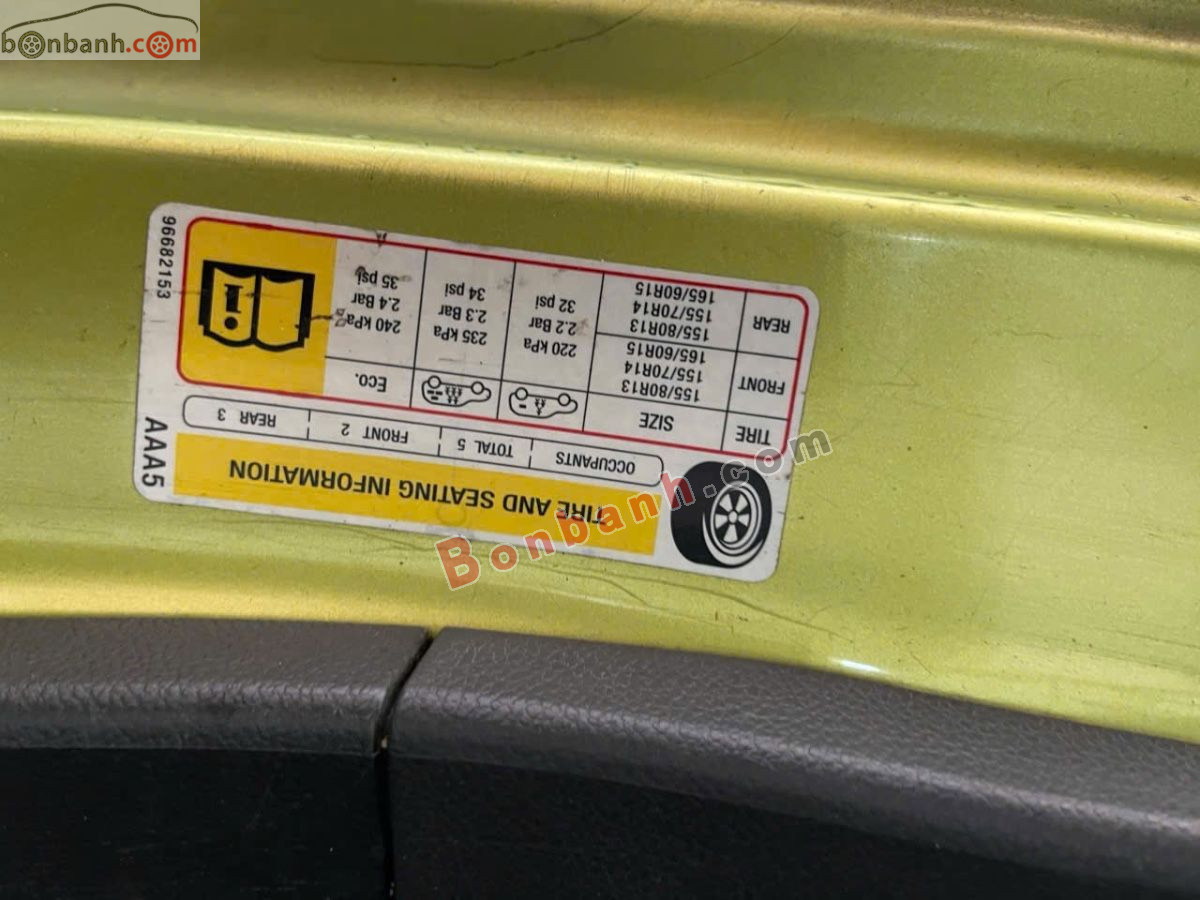 bonbanh.com
TIRE AND SEATING INFORMATION
OCCUPANTS TOTAL 5 FRONT 2 REAR 3
TIRE SIZE ECO.
FRONT
155/80R13
155/70R14
165/60R15
REAR
155/80R13
155/70R14
165/60R15
220 kPa
2.2 Bar
32 psi
235 kPa
2.3 Bar
34 psi
240 kPa
2.4 Bar
35 psi
i
AAA5
96682153
Bonbanh.com